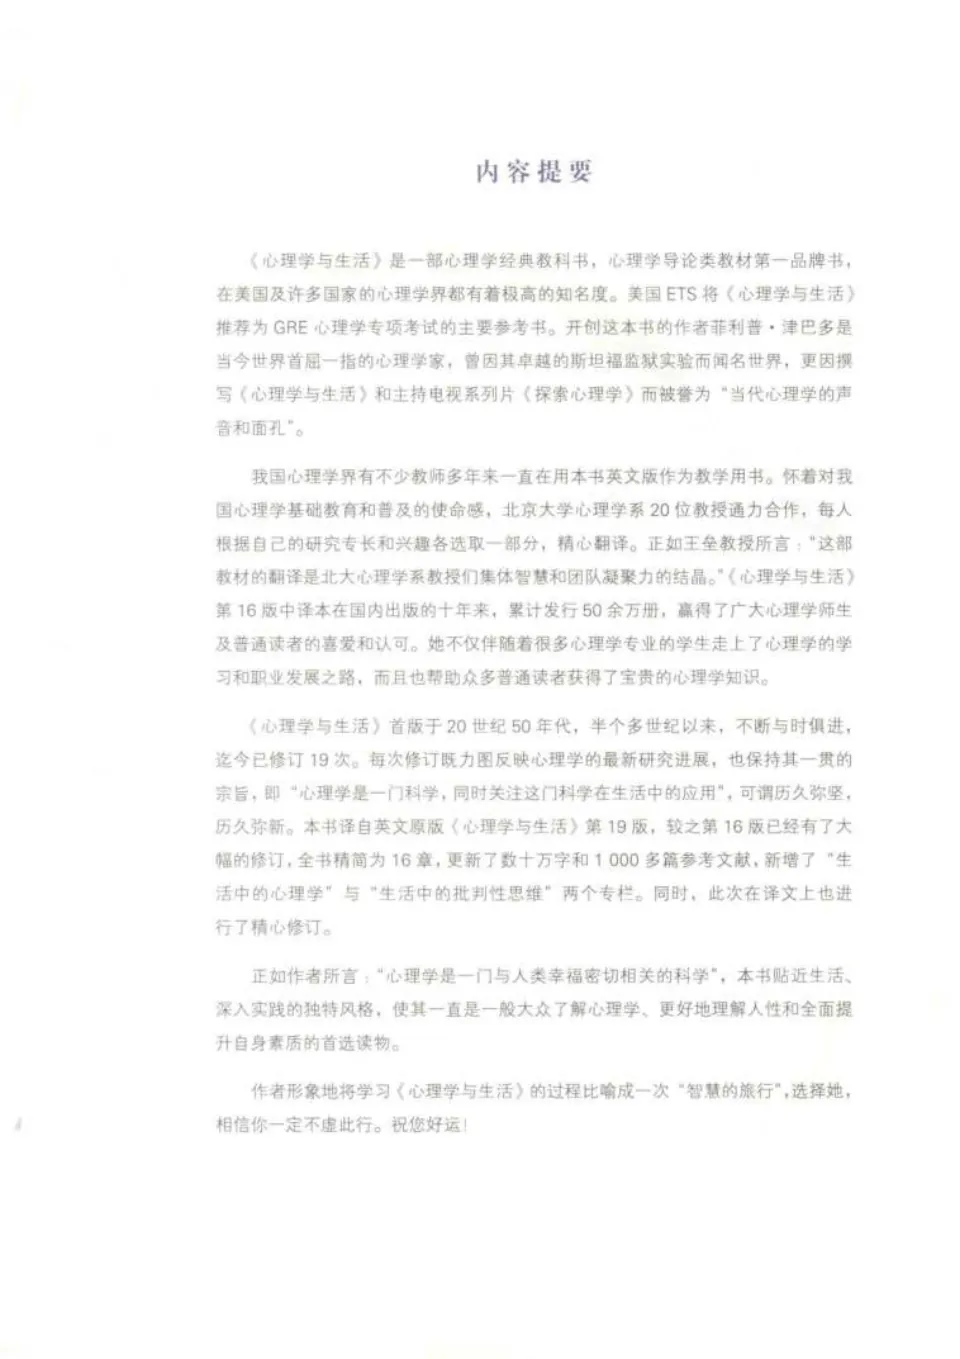 内容提要
《心理学与生活》是一部心理学经典教科书，心理学导论类教材第一品牌书，
在美国及许多国家的心理学界都有着极高的知名度。美国 ETS 将《心理学与生活》
推荐为 GRE 心理学专项考试的主要参考书。开创这本书的作者菲利普·津巴多是
当今世界首屈一指的心理学家，曾因其卓越的斯坦福监狱实验而闻名世界，更因撰
写《心理学与生活》和主持电视系列片《探索心理学》而被誉为“当代心理学的声
音和面孔”。
我国心理学界有不少教师多年来一直在用本书英文版作为教学用书。怀着对我
国心理学基础教育和普及的使命感，北京大学心理学系 20 位教授通力合作，每人
根据自己的研究专长和兴趣各选取一部分，精心翻译。正如王垒教授所言：“这部
教材的翻译是北大心理学系教授们集体智慧和团队凝聚力的结晶。”《心理学与生活》
第 16 版中译本在国内出版的十年来，累计发行 50 余万册，赢得了广大心理学师生
及普通读者的喜爱和认可。她不仅伴随着很多心理学专业的学生走上了心理学的学
习和职业发展之路，而且也帮助众多普通读者获得了宝贵的心理学知识。
《心理学与生活》首版于 20 世纪 50 年代，半个多世纪以来，不断与时俱进，
迄今已修订 19 次。每次修订既力图反映心理学的最新研究进展，也保持其一贯的
宗旨，即“心理学是一门科学，同时关注这门科学在生活中的应用”，可谓历久弥坚，
历久弥新。本书译自英文原版《心理学与生活》第 19 版，较之第 16 版已经有了大
幅的修订，全书精简为 16 章，更新了数十万字和 1 000 多篇参考文献，新增了“生
活中的心理学”与“生活中的批判性思维”两个专栏。同时，此次在译文上也进
行了精心修订。
正如作者所言：“心理学是一门与人类幸福密切相关的科学”，本书贴近生活、
深入实践的独特风格，使其一直是一般大众了解心理学、更好地理解人性和全面提
升自身素质的首选读物。
作者形象地将学习《心理学与生活》的过程比喻成一次“智慧的旅行”，选择她，
相信你一定不虚此行。祝您好运！